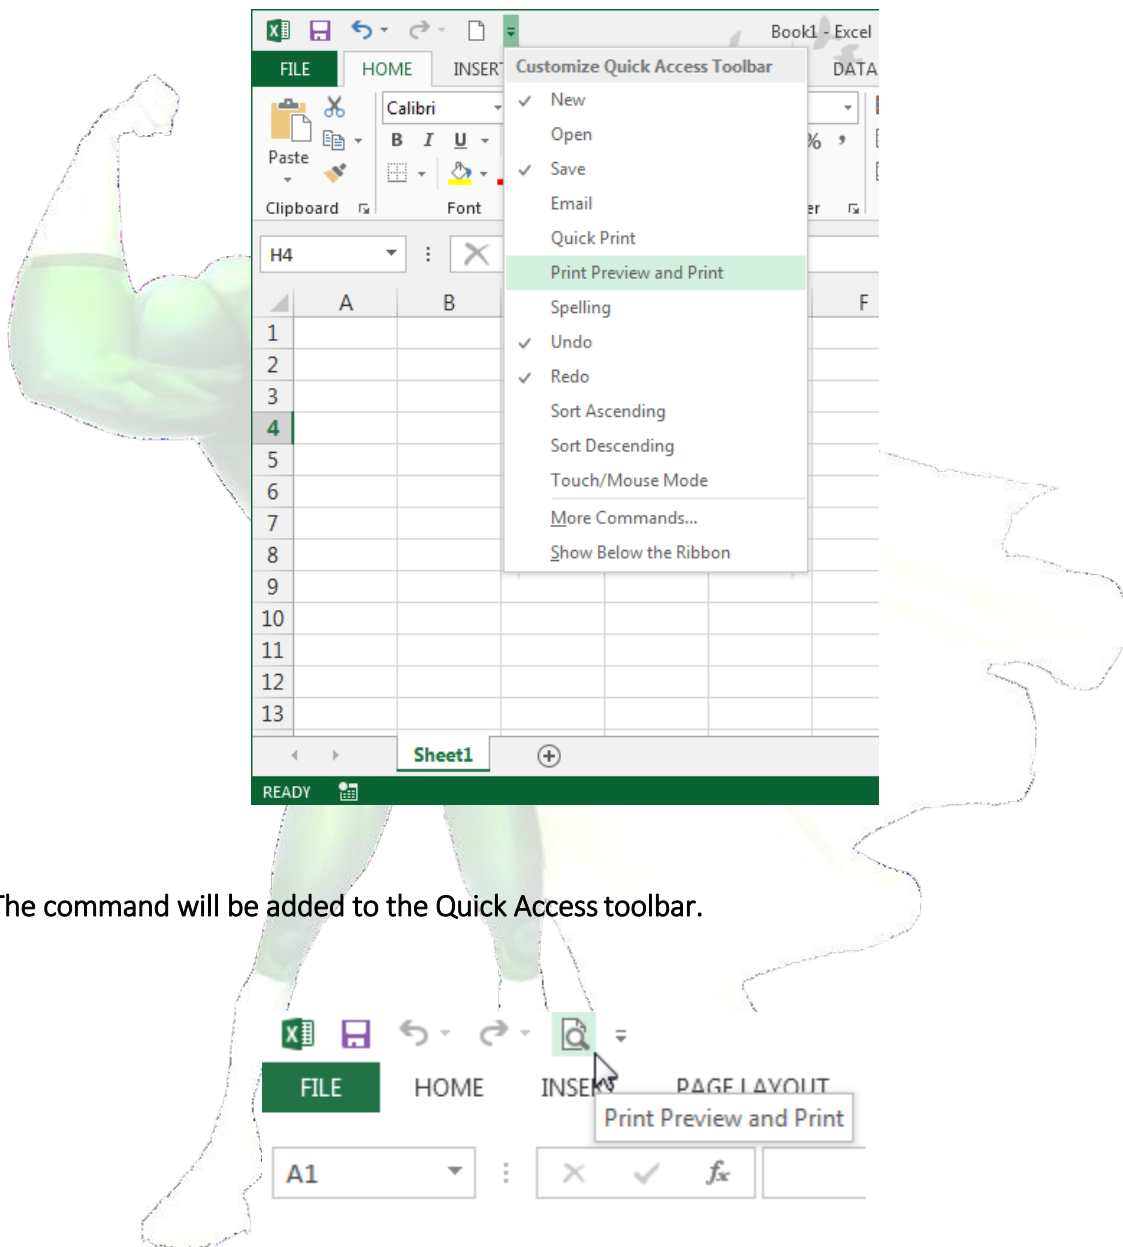 Book1 - Excel
FILE HOME INSER DATA
Customize Quick Access Toolbar
New
Open
Save
Email
Quick Print
Print Preview and Print
Spelling
Undo
Redo
Sort Ascending
Sort Descending
Touch/Mouse Mode
More Commands...
Show Below the Ribbon
Calibri
B I U
%
Paste
Clipboard Font er
H4
A B F
1
2
3
4
5
6
7
8
9
10
11
12
13
Sheet1
READY
The command will be added to the Quick Access toolbar.
FILE HOME INSERT PAGE LAYOUT
Print Preview and Print
A1 fx